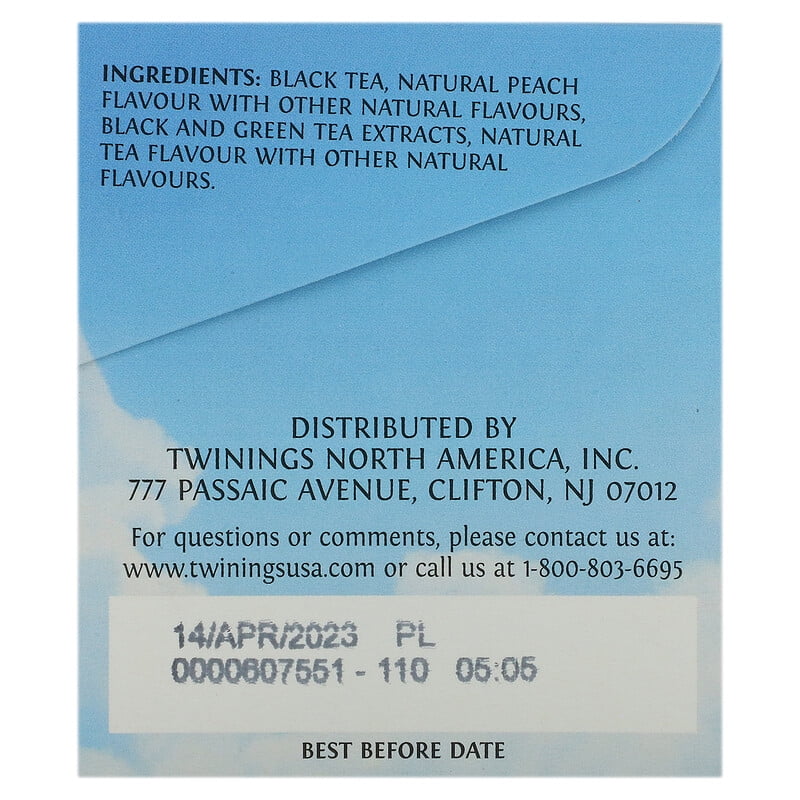 INGREDIENTS: BLACK TEA, NATURAL PEACH
FLAVOUR WITH OTHER NATURAL FLAVOURS,
BLACK AND GREEN TEA EXTRACTS, NATURAL
TEA FLAVOUR WITH OTHER NATURAL
FLAVOURS.
DISTRIBUTED BY
TWININGS NORTH AMERICA, INC.
777 PASSAIC AVENUE, CLIFTON, NJ 07012
For questions or comments, please contact us at:
www.twiningsusa.com or call us at 1-800-803-6695
14/APR/2023 PL
0000607551 - 110 05:05
BEST BEFORE DATE